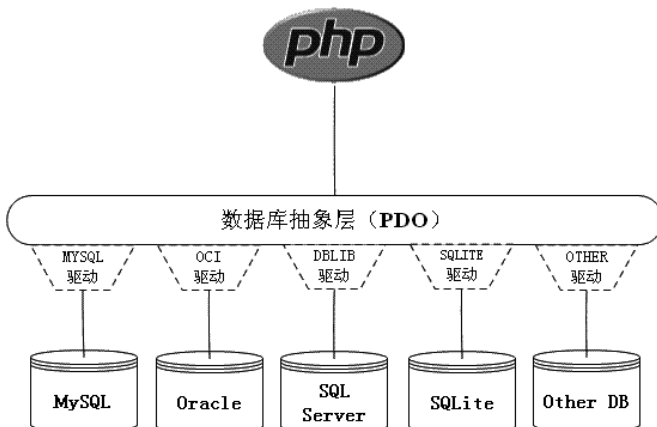 php
数据库抽象层（PDO）
MYSQL
驱动
OCI
驱动
DBLIB
驱动
SQLITE
驱动
OTHER
驱动
MySQL
Oracle
SQL
Server
SQLite
Other DB